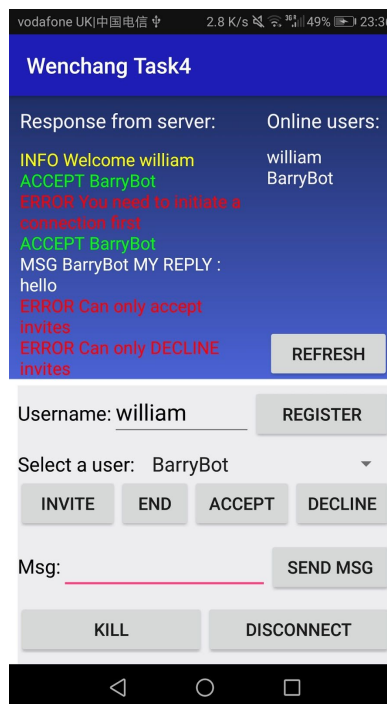 vodafone UK|中国电信 2.8 K/s 49% 23:36
Wenchang Task4
Response from server:
Online users:
INFO Welcome william
ACCEPT BarryBot
ERROR You need to initiate a
connection first
ACCEPT BarryBot
MSG BarryBot MY REPLY :
hello
ERROR Can only accept
invites
ERROR Can only DECLINE
invites
william
BarryBot
REFRESH
Username: william REGISTER
Select a user: BarryBot
INVITE END ACCEPT DECLINE
Msg: SEND MSG
KILL DISCONNECT